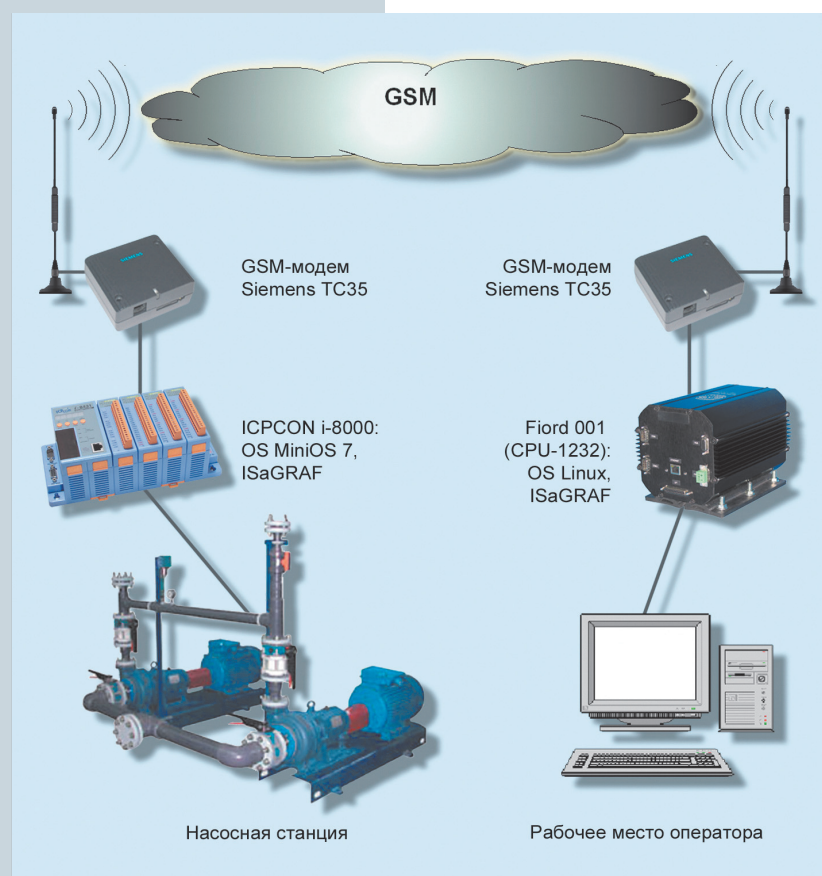 GSM
GSM-модем
Siemens TC35
GSM-модем
Siemens TC35
ICPCON i-8000:
OS MiniOS 7,
ISaGRAF
Fiord 001
(CPU-1232):
OS Linux,
ISaGRAF
Насосная станция
Рабочее место оператора